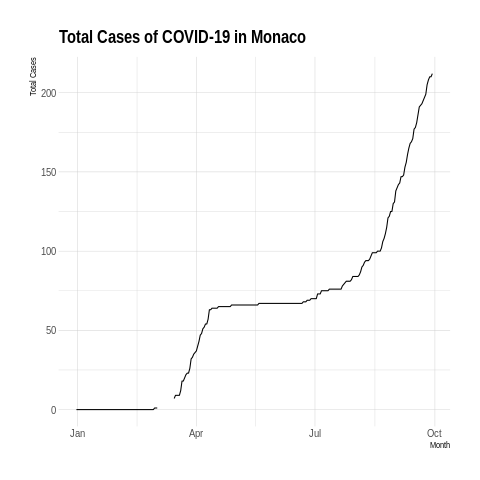 Total Cases of COVID-19 in Monaco
Total Cases
200
150
100
50
0
Jan Apr Jul Oct
Month